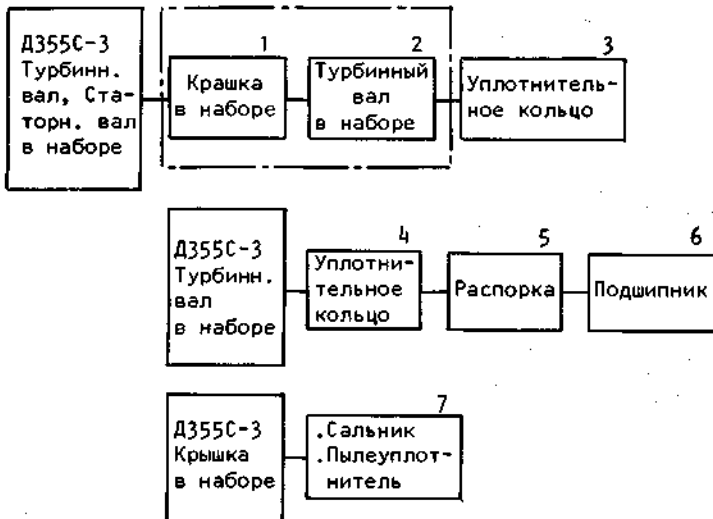 Д355С-3
Турбинн.
вал, Ста-
торн. вал
в наборе
1
Крашка
в наборе
2
Турбинный
вал
в наборе
3
Уплотнитель-
ное кольцо
Д355С-3
Турбинн.
вал
в наборе
4
Уплотни-
тельное
кольцо
5
Распорка
6
Подшипник
Д355С-3
Крышка
в наборе
7
.Сальник
.Пылеуплот-
нитель